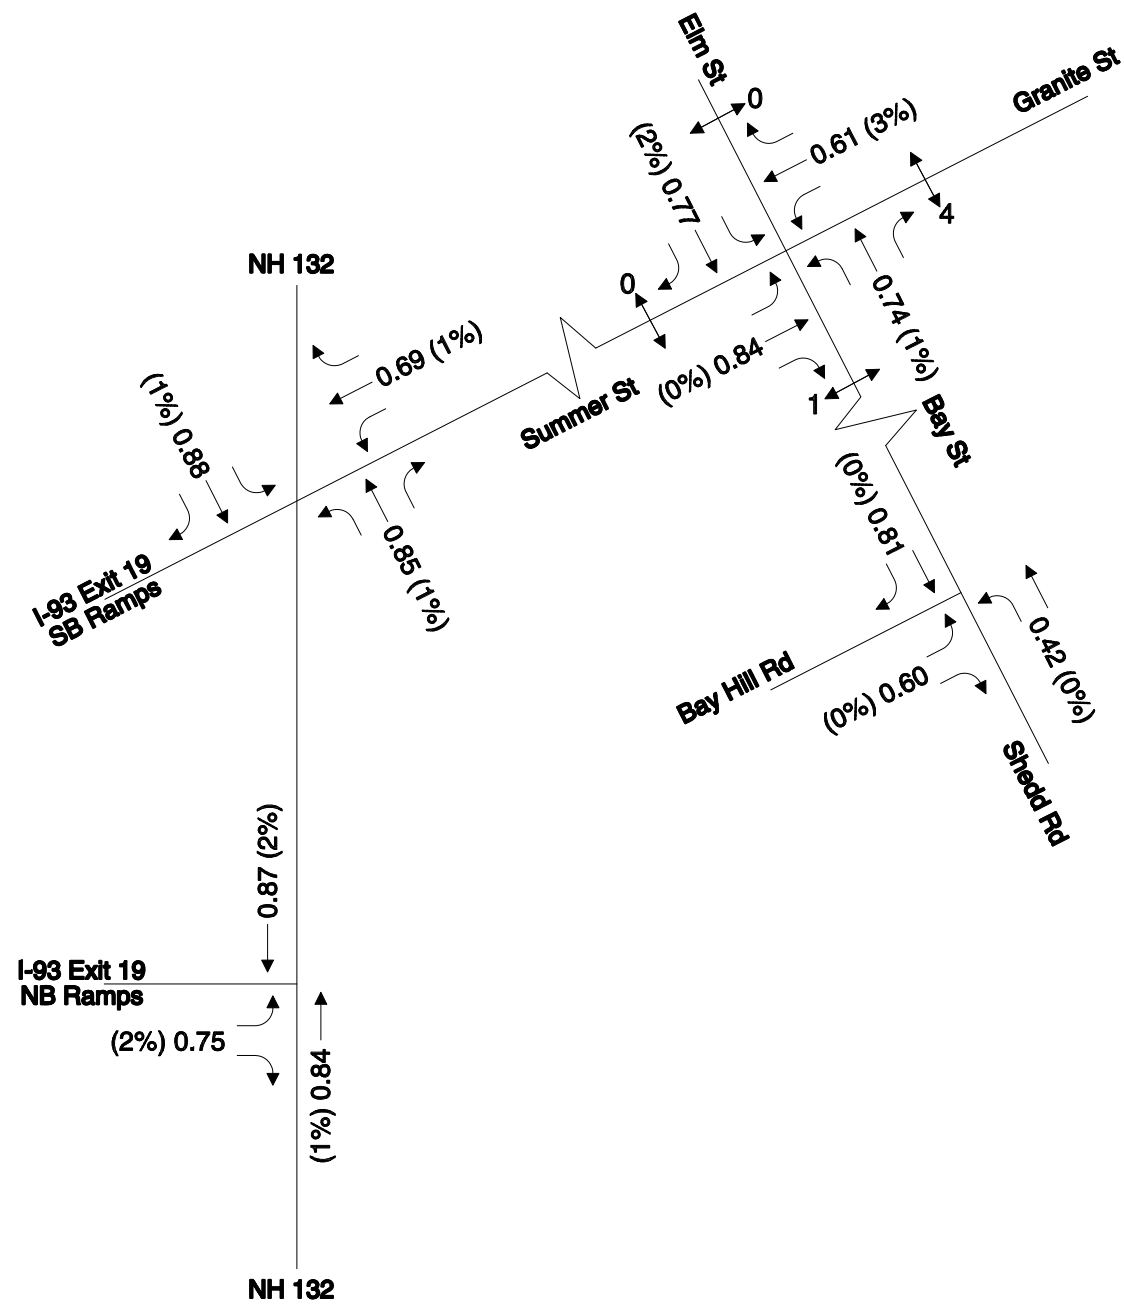 Elm St
0
Granite St
0.61 (3%)
(2%) 0.77
4
NH 132
0
0.74 (1%)
0.69 (1%)
(0%) 0.84
(1%) 0.88
Summer St
1
Bay St
(0%) 0.81
0.85 (1%)
I-93 Exit 19
SB Ramps
0.42 (0%)
Bay Hill Rd
(0%) 0.60
Shedd Rd
0.87 (2%)
I-93 Exit 19
NB Ramps
(2%) 0.75
(1%) 0.84
NH 132